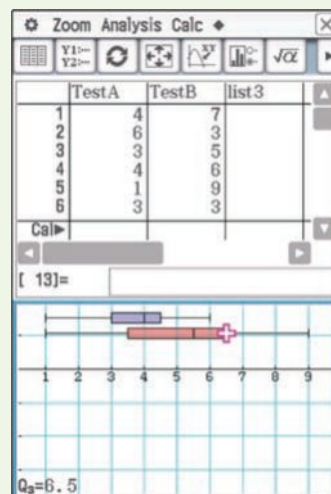 Zoom Analysis Calc
Y1:
Y2:
√α
TestA TestB list3
1 4 7
2 6 3
3 3 5
4 4 6
5 1 9
6 3 3
Cal▶
[ 13]=
1 2 3 4 5 6 7 8 9
Q₃=6.5